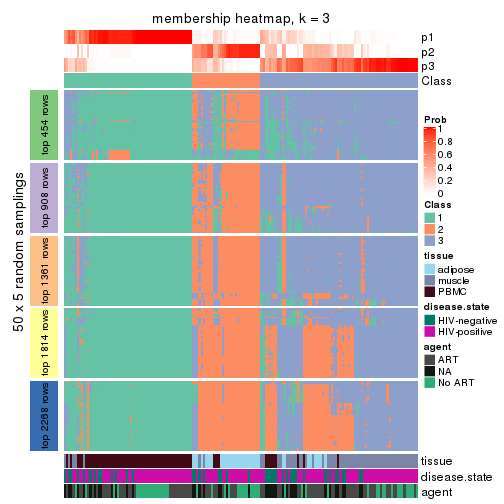 membership heatmap, k = 3
p1
p2
p3
Class
50 x 5 random samplings
top 454 rows
top 908 rows
top 1361 rows
top 1814 rows
top 2268 rows
tissue
disease.state
agent
Prob
1
0.8
0.6
0.4
0.2
0
Class
1
2
3
tissue
adipose
muscle
PBMC
disease.state
HIV-negative
HIV-positive
agent
ART
NA
No ART